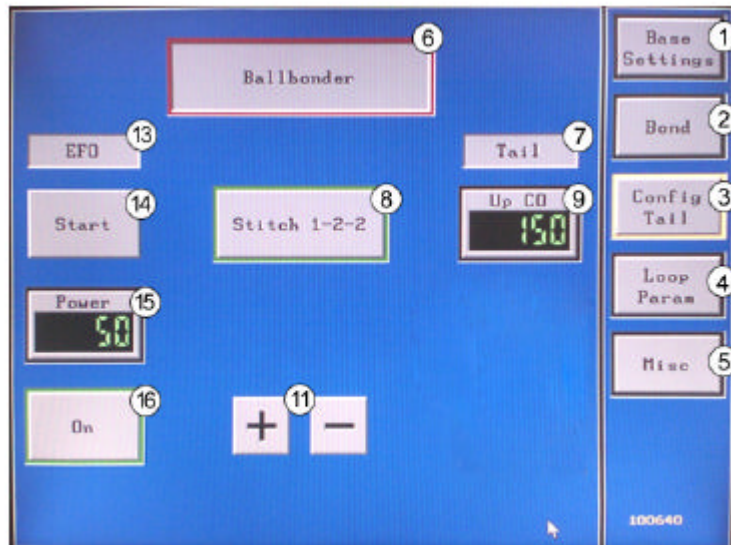 6
Ballbonder
13
EFO
7
Tail
14
Start
8
Stitch 1-2-2
9
Up CO
150
15
Power
50
16
On
11
+ −
1
Base
Settings
2
Bond
3
Config
Tail
4
Loop
Param
5
Misc
100640